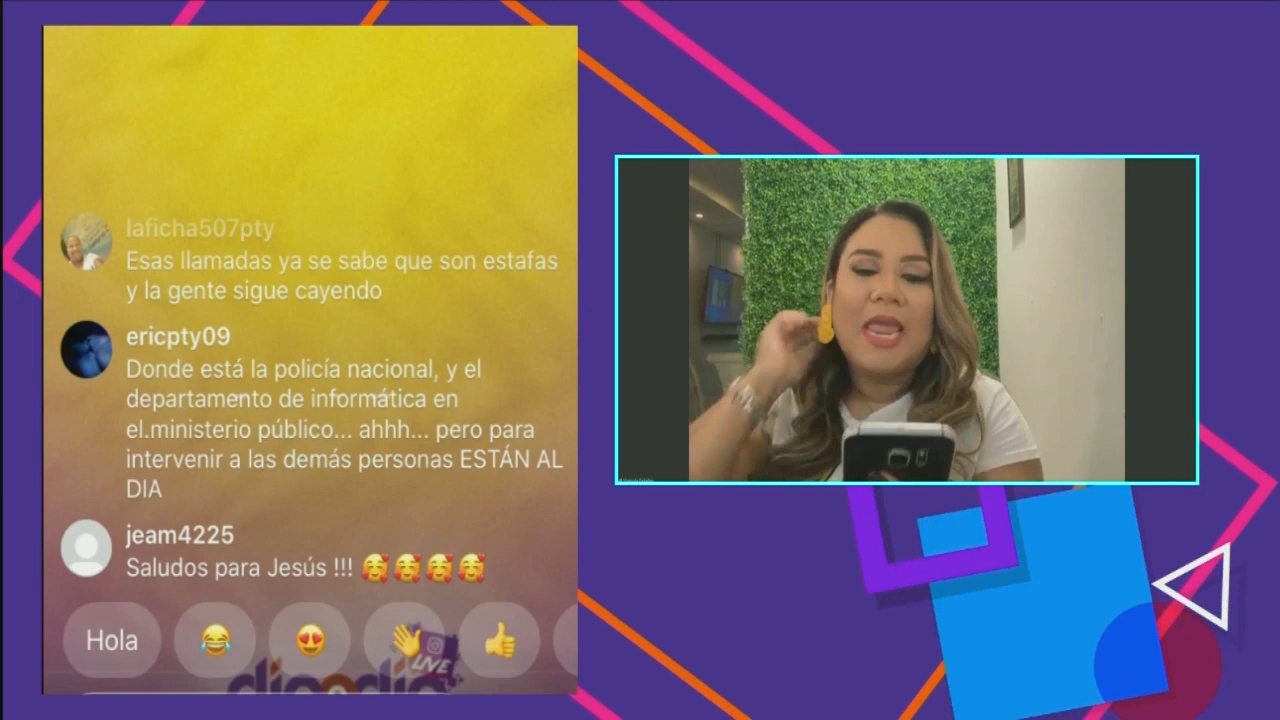 laficha507pty
Esas llamadas ya se sabe que son estafas
y la gente sigue cayendo
ericpty09
Donde está la policía nacional, y el
departamento de informática en
el.ministerio público... ahhh... pero para
intervenir a las demás personas ESTÁN AL
DIA
jeam4225
Saludos para Jesús !!! 🥰🥰🥰🥰
Hola 😂 😍 👋 👍
LIVE